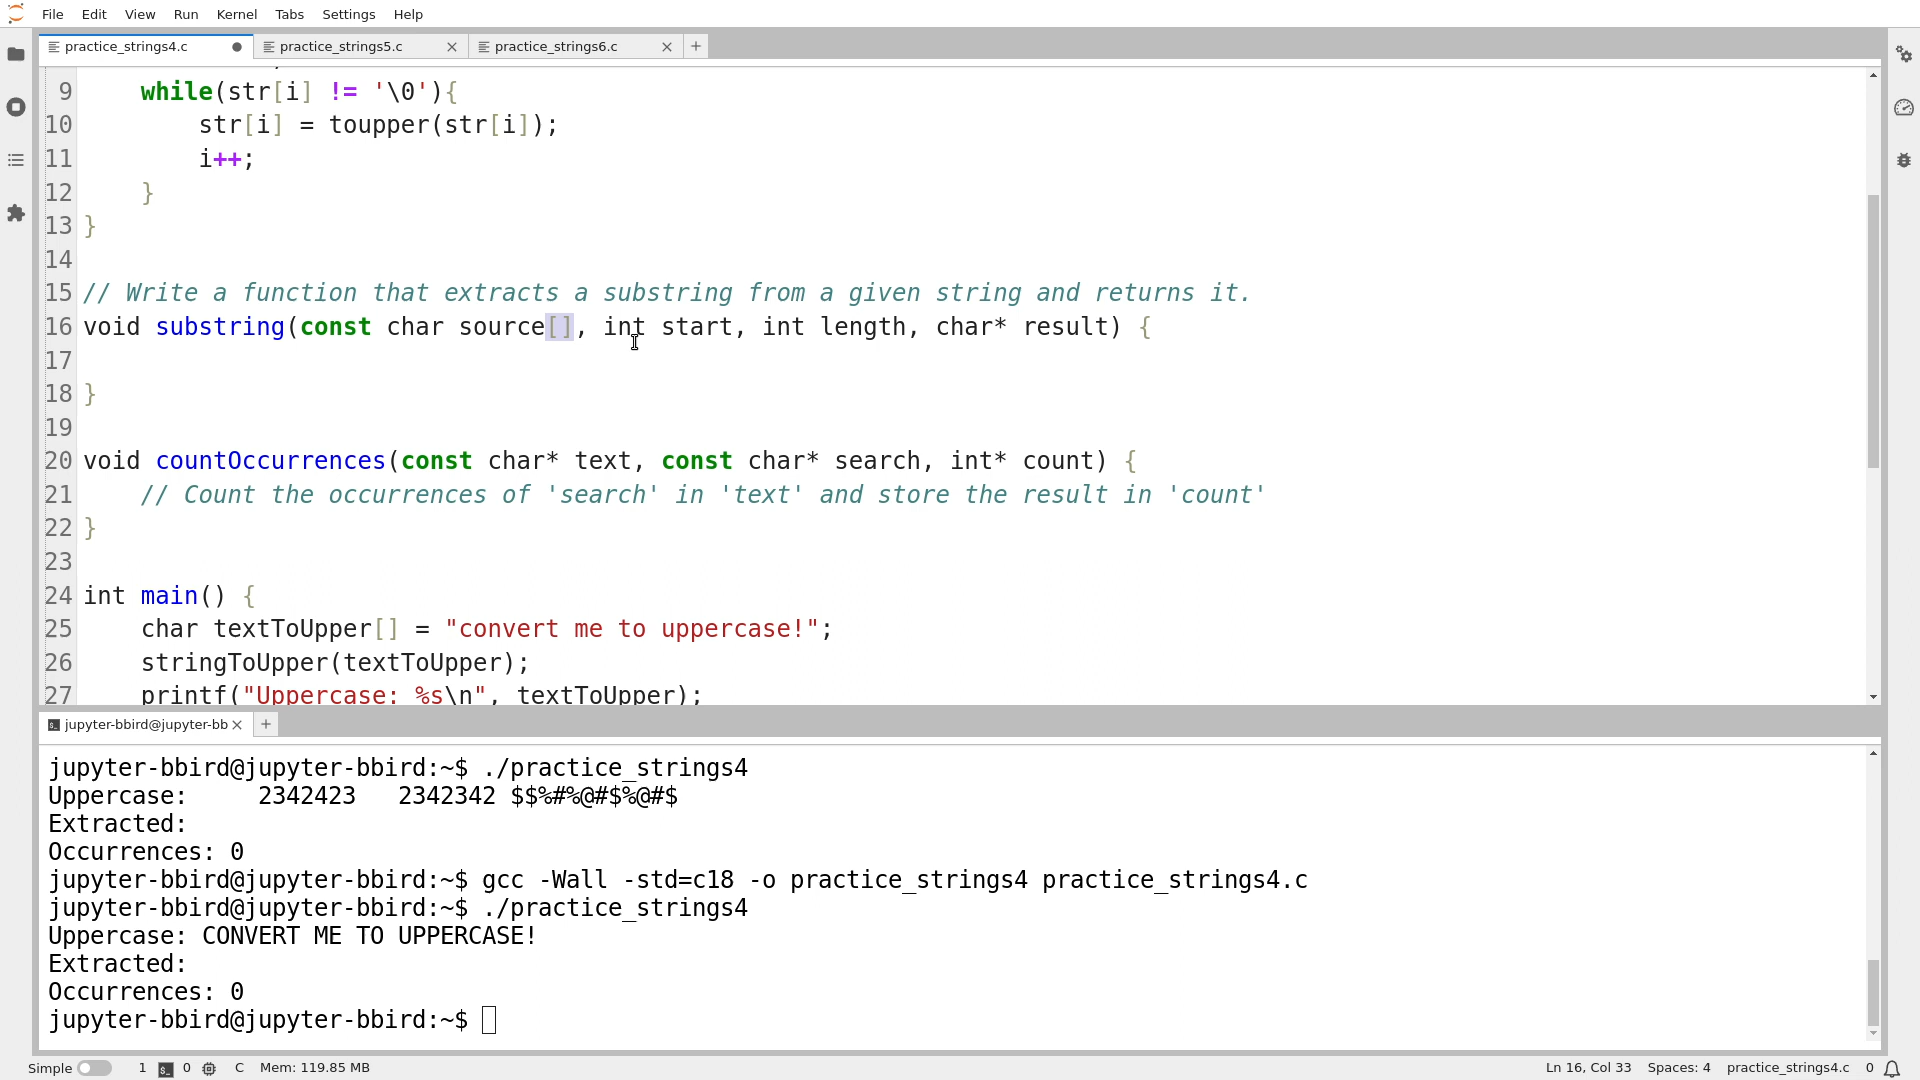 File Edit View Run Kernel Tabs Settings Help
practice_strings4.c practice_strings5.c practice_strings6.c
9     while(str[i] != '\0'){
10         str[i] = toupper(str[i]);
11         i++;
12     }
13 }
14
15 // Write a function that extracts a substring from a given string and returns it.
16 void substring(const char source[], int start, int length, char* result) {
17
18 }
19
20 void countOccurrences(const char* text, const char* search, int* count) {
21     // Count the occurrences of 'search' in 'text' and store the result in 'count'
22 }
23
24 int main() {
25     char textToUpper[] = "convert me to uppercase!";
26     stringToUpper(textToUpper);
27     printf("Uppercase: %s\n", textToUpper);
jupyter-bbird@jupyter-bb
jupyter-bbird@jupyter-bbird:~$ ./practice_strings4
Uppercase:     2342423   2342342 $$%#%@#$%@#$
Extracted:
Occurrences: 0
jupyter-bbird@jupyter-bbird:~$ gcc -Wall -std=c18 -o practice_strings4 practice_strings4.c
jupyter-bbird@jupyter-bbird:~$ ./practice_strings4
Uppercase: CONVERT ME TO UPPERCASE!
Extracted:
Occurrences: 0
jupyter-bbird@jupyter-bbird:~$
Simple 1 0 C Mem: 119.85 MB Ln 16, Col 33 Spaces: 4 practice_strings4.c 0